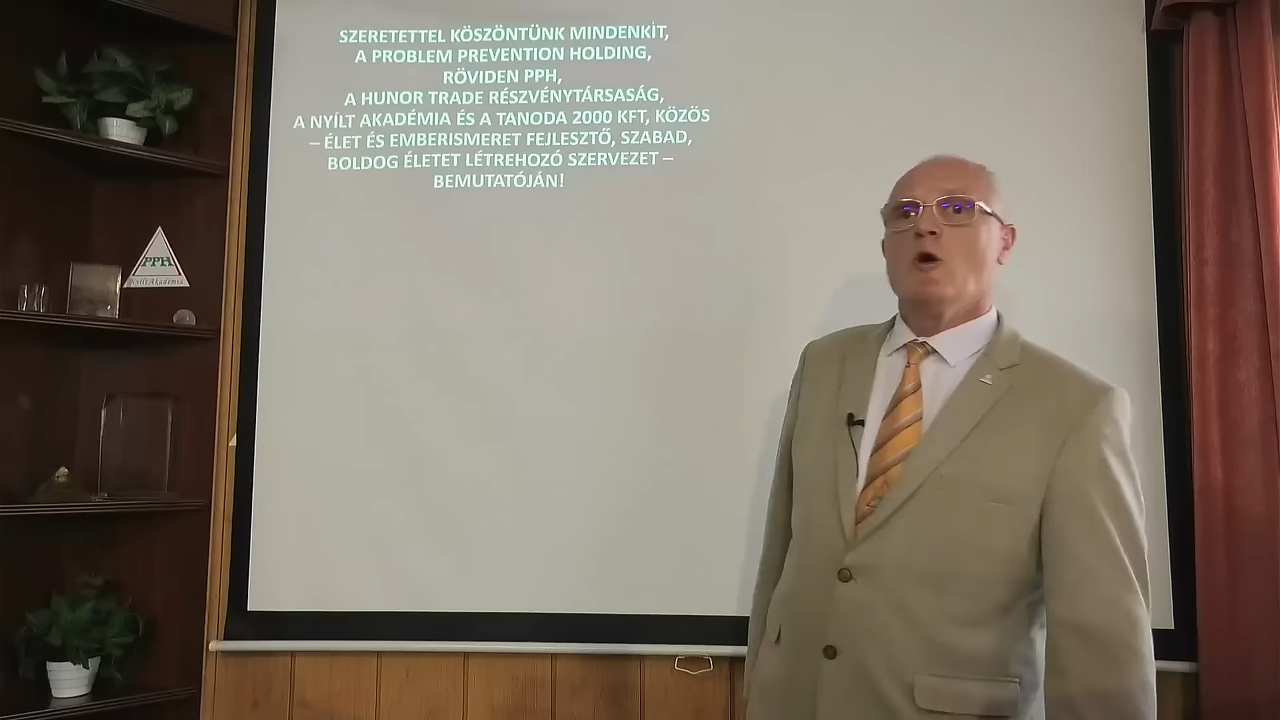 SZERETETTEL KÖSZÖNTÜNK MINDENKIT,
A PROBLEM PREVENTION HOLDING,
RÖVIDEN PPH,
A HUNOR TRADE RÉSZVÉNYTÁRSASÁG,
A NYÍLT AKADÉMIA ÉS A TANODA 2000 KFT, KÖZÖS
– ÉLET ÉS EMBERISMERET FEJLESZTŐ, SZABAD,
BOLDOG ÉLETET LÉTREHOZÓ SZERVEZET –
BEMUTATÓJÁN!
PPH
Nyílt Akadémia